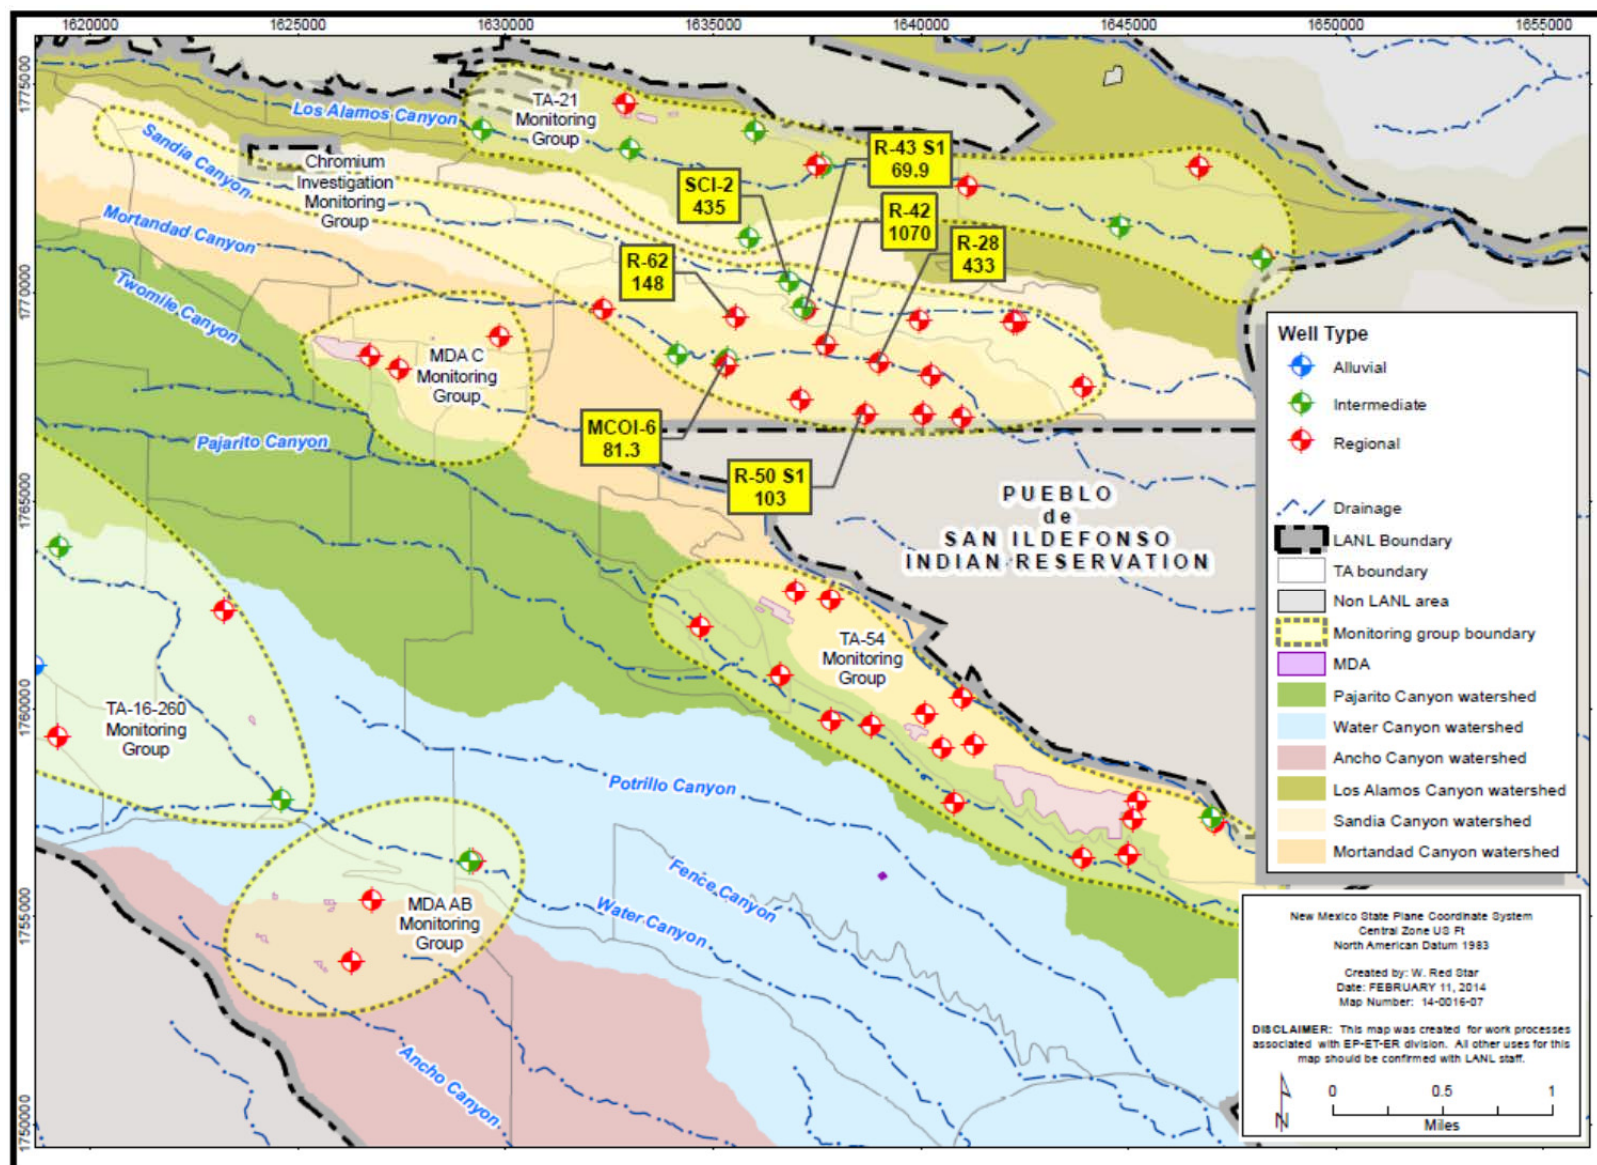 1620000
1625000
1630000
1635000
1640000
1645000
1650000
1655000
1775000
1770000
1765000
1760000
1755000
1750000
Los Alamos Canyon
TA-21
Monitoring
Group
Sandia Canyon
Chromium
Investigation
Monitoring
Group
Mortandad Canyon
Twomile Canyon
R-43 S1
69.9
SCI-2
435
R-42
1070
R-28
433
R-62
148
MDA C
Monitoring
Group
MCOI-6
81.3
R-50 S1
103
Pajarito Canyon
PUEBLO
de
SAN ILDEFONSO
INDIAN RESERVATION
TA-54
Monitoring
Group
TA-16-260
Monitoring
Group
Potrillo Canyon
Fence Canyon
Water Canyon
MDA AB
Monitoring
Group
Ancho Canyon
Well Type
Alluvial
Intermediate
Regional
Drainage
LANL Boundary
TA boundary
Non LANL area
Monitoring group boundary
MDA
Pajarito Canyon watershed
Water Canyon watershed
Ancho Canyon watershed
Los Alamos Canyon watershed
Sandia Canyon watershed
Mortandad Canyon watershed
New Mexico State Plane Coordinate System
Central Zone US Ft
North American Datum 1983
Created by: W. Red Star
Date: FEBRUARY 11, 2014
Map Number: 14-0016-07
DISCLAIMER: This map was created for work processes
associated with EP-ET-ER division. All other uses for this
map should be confirmed with LANL staff.
N
0 0.5 1
Miles